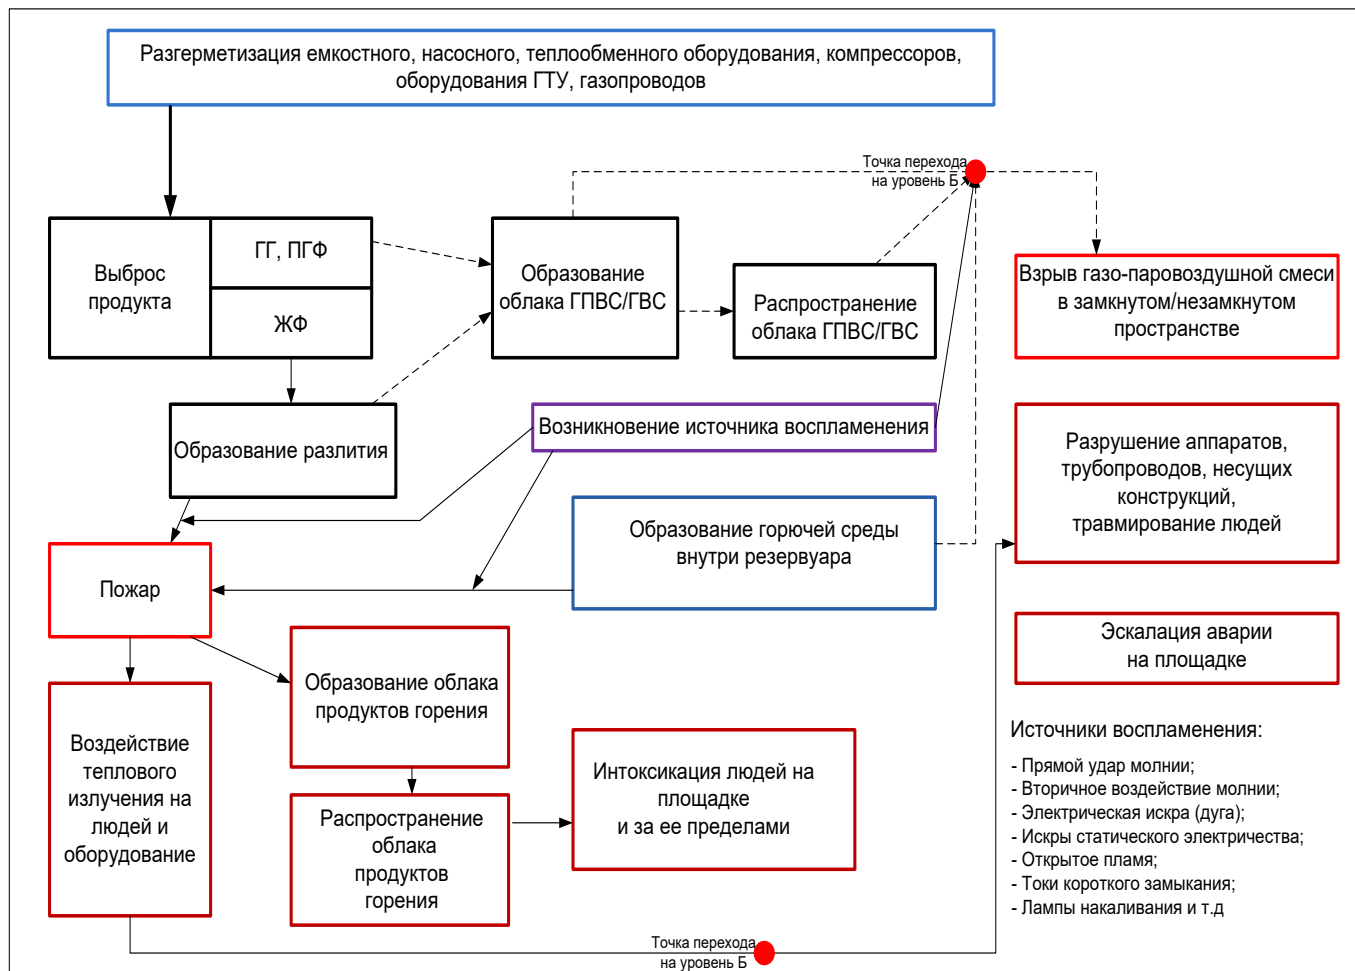 Разгерметизация емкостного, насосного, теплообменного оборудования, компрессоров,
оборудования ГТУ, газопроводов
Точка перехода
на уровень Б
Выброс
продукта
ГГ, ПГФ
ЖФ
Образование
облака ГПВС/ГВС
Распространение
облака ГПВС/ГВС
Взрыв газо-паровоздушной смеси
в замкнутом/незамкнутом
пространстве
Образование разлития
Возникновение источника воспламенения
Разрушение аппаратов,
трубопроводов, несущих
конструкций,
травмирование людей
Образование горючей среды
внутри резервуара
Пожар
Эскалация аварии
на площадке
Образование облака
продуктов горения
Воздействие
теплового
излучения на
людей и
оборудование
Распространение
облака
продуктов
горения
Интоксикация людей на
площадке
и за ее пределами
Источники воспламенения:
- Прямой удар молнии;
- Вторичное воздействие молнии;
- Электрическая искра (дуга);
- Искры статического электричества;
- Открытое пламя;
- Токи короткого замыкания;
- Лампы накаливания и т.д
Точка перехода
на уровень Б